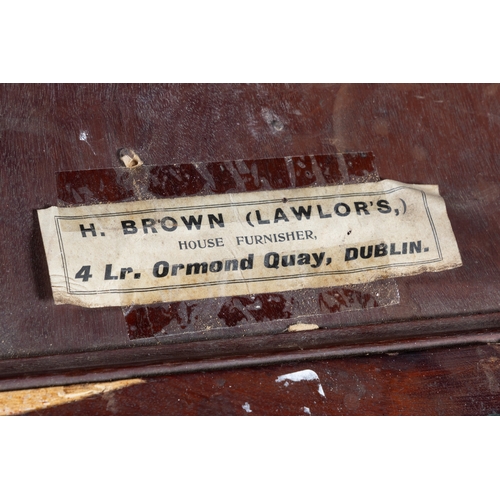 H. BROWN (LAWLOR'S,)
HOUSE FURNISHER,
4 Lr. Ormond Quay, DUBLIN.